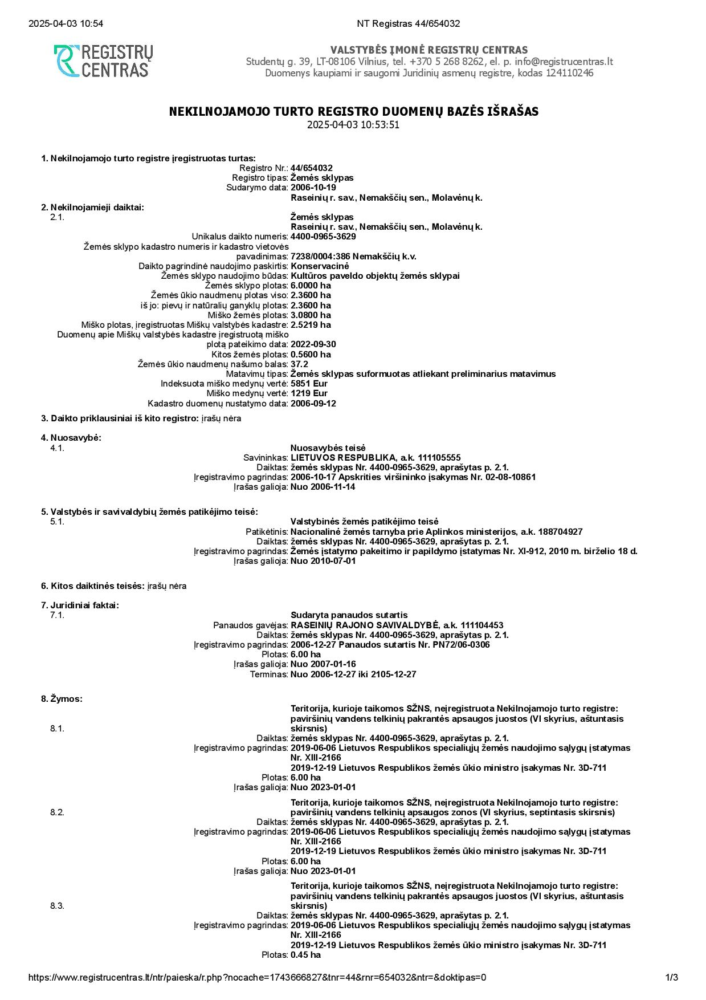 2025-04-03 10:54 NT Registras 44/654032
REGISTRŲ
CENTRAS
VALSTYBĖS ĮMONĖ REGISTRŲ CENTRAS
Studentų g. 39, LT-08106 Vilnius, tel. +370 5 268 8262, el. p. info@registrucentras.lt
Duomenys kaupiami ir saugomi Juridinių asmenų registre, kodas 124110246
NEKILNOJAMOJO TURTO REGISTRO DUOMENŲ BAZĖS IŠRAŠAS
2025-04-03 10:53:51
1. Nekilnojamojo turto registre įregistruotas turtas:
Registro Nr.: 44/654032
Registro tipas: Žemės sklypas
Sudarymo data: 2006-10-19
Raseinių r. sav., Nemakščių sen., Molavėnų k.
2. Nekilnojamieji daiktai:
2.1. Žemės sklypas
Raseinių r. sav., Nemakščių sen., Molavėnų k.
Unikalus daikto numeris: 4400-0965-3629
Žemės sklypo kadastro numeris ir kadastro vietovės
pavadinimas: 7238/0004:386 Nemakščių k.v.
Daikto pagrindinė naudojimo paskirtis: Konservacinė
Žemės sklypo naudojimo būdas: Kultūros paveldo objektų žemės sklypai
Žemės sklypo plotas: 6.0000 ha
Žemės ūkio naudmenų plotas viso: 2.3600 ha
iš jo: pievų ir natūralių ganyklų plotas: 2.3600 ha
Miško žemės plotas: 3.0800 ha
Miško plotas, įregistruotas Miškų valstybės kadastre: 2.5219 ha
Duomenų apie Miškų valstybės kadastre įregistruotą miško
plotą pateikimo data: 2022-09-30
Kitos žemės plotas: 0.5600 ha
Žemės ūkio naudmenų našumo balas: 37.2
Matavimų tipas: Žemės sklypas suformuotas atliekant preliminarius matavimus
Indeksuota miško medynų vertė: 5851 Eur
Miško medynų vertė: 1219 Eur
Kadastro duomenų nustatymo data: 2006-09-12
3. Daikto priklausiniai iš kito registro: įrašų nėra
4. Nuosavybė:
4.1. Nuosavybės teisė
Savininkas: LIETUVOS RESPUBLIKA, a.k. 111105555
Daiktas: žemės sklypas Nr. 4400-0965-3629, aprašytas p. 2.1.
Įregistravimo pagrindas: 2006-10-17 Apskrities viršininko įsakymas Nr. 02-08-10861
Įrašas galioja: Nuo 2006-11-14
5. Valstybės ir savivaldybių žemės patikėjimo teisė:
5.1. Valstybinės žemės patikėjimo teisė
Patikėtinis: Nacionalinė žemės tarnyba prie Aplinkos ministerijos, a.k. 188704927
Daiktas: žemės sklypas Nr. 4400-0965-3629, aprašytas p. 2.1.
Įregistravimo pagrindas: Žemės įstatymo pakeitimo ir papildymo įstatymas Nr. XI-912, 2010 m. birželio 18 d.
Įrašas galioja: Nuo 2010-07-01
6. Kitos daiktinės teisės: įrašų nėra
7. Juridiniai faktai:
7.1. Sudaryta panaudos sutartis
Panaudos gavėjas: RASEINIŲ RAJONO SAVIVALDYBĖ, a.k. 111104453
Daiktas: žemės sklypas Nr. 4400-0965-3629, aprašytas p. 2.1.
Įregistravimo pagrindas: 2006-12-27 Panaudos sutartis Nr. PN72/06-0306
Plotas: 6.00 ha
Įrašas galioja: Nuo 2007-01-16
Terminas: Nuo 2006-12-27 iki 2105-12-27
8. Žymos:
Teritorija, kurioje taikomos SŽNS, neįregistruota Nekilnojamojo turto registre:
paviršinių vandens telkinių pakrantės apsaugos juostos (VI skyrius, aštuntasis
8.1. skirsnis)
Daiktas: žemės sklypas Nr. 4400-0965-3629, aprašytas p. 2.1.
Įregistravimo pagrindas: 2019-06-06 Lietuvos Respublikos specialiųjų žemės naudojimo sąlygų įstatymas
Nr. XIII-2166
2019-12-19 Lietuvos Respublikos žemės ūkio ministro įsakymas Nr. 3D-711
Plotas: 6.00 ha
Įrašas galioja: Nuo 2023-01-01
Teritorija, kurioje taikomos SŽNS, neįregistruota Nekilnojamojo turto registre:
8.2. paviršinių vandens telkinių apsaugos zonos (VI skyrius, septintasis skirsnis)
Daiktas: žemės sklypas Nr. 4400-0965-3629, aprašytas p. 2.1.
Įregistravimo pagrindas: 2019-06-06 Lietuvos Respublikos specialiųjų žemės naudojimo sąlygų įstatymas
Nr. XIII-2166
2019-12-19 Lietuvos Respublikos žemės ūkio ministro įsakymas Nr. 3D-711
Plotas: 6.00 ha
Įrašas galioja: Nuo 2023-01-01
Teritorija, kurioje taikomos SŽNS, neįregistruota Nekilnojamojo turto registre:
paviršinių vandens telkinių pakrantės apsaugos juostos (VI skyrius, aštuntasis
8.3. skirsnis)
Daiktas: žemės sklypas Nr. 4400-0965-3629, aprašytas p. 2.1.
Įregistravimo pagrindas: 2019-06-06 Lietuvos Respublikos specialiųjų žemės naudojimo sąlygų įstatymas
Nr. XIII-2166
2019-12-19 Lietuvos Respublikos žemės ūkio ministro įsakymas Nr. 3D-711
Plotas: 0.45 ha
https://www.registrucentras.lt/ntr/paieska/r.php?nocache=1743666827&tnr=44&rnr=654032&ntr=&doktipas=0 1/3